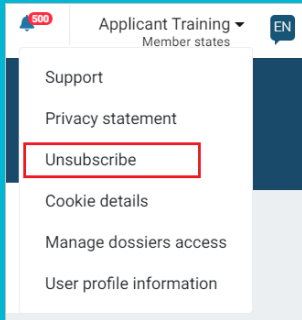 500
Applicant Training
EN
Member states
Support
Privacy statement
Unsubscribe
Cookie details
Manage dossiers access
User profile information